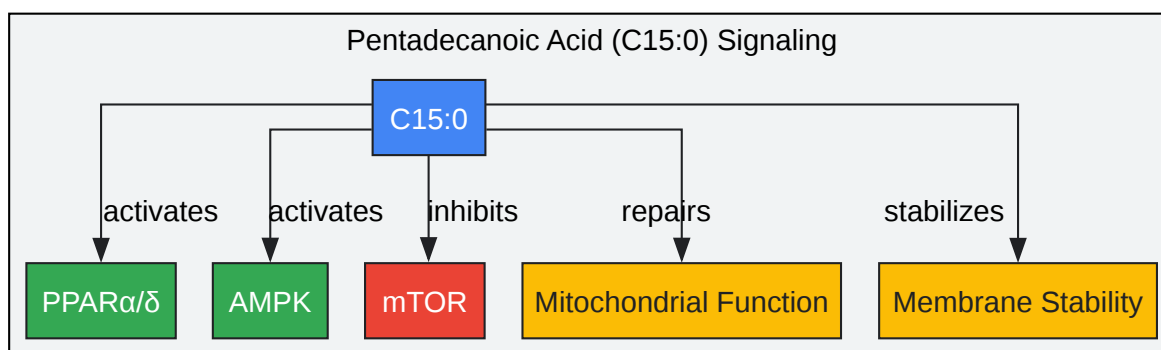 Pentadecanoic Acid (C15:0) Signaling
C15:0
activates
activates
inhibits
repairs
stabilizes
PPARα/δ
AMPK
mTOR
Mitochondrial Function
Membrane Stability